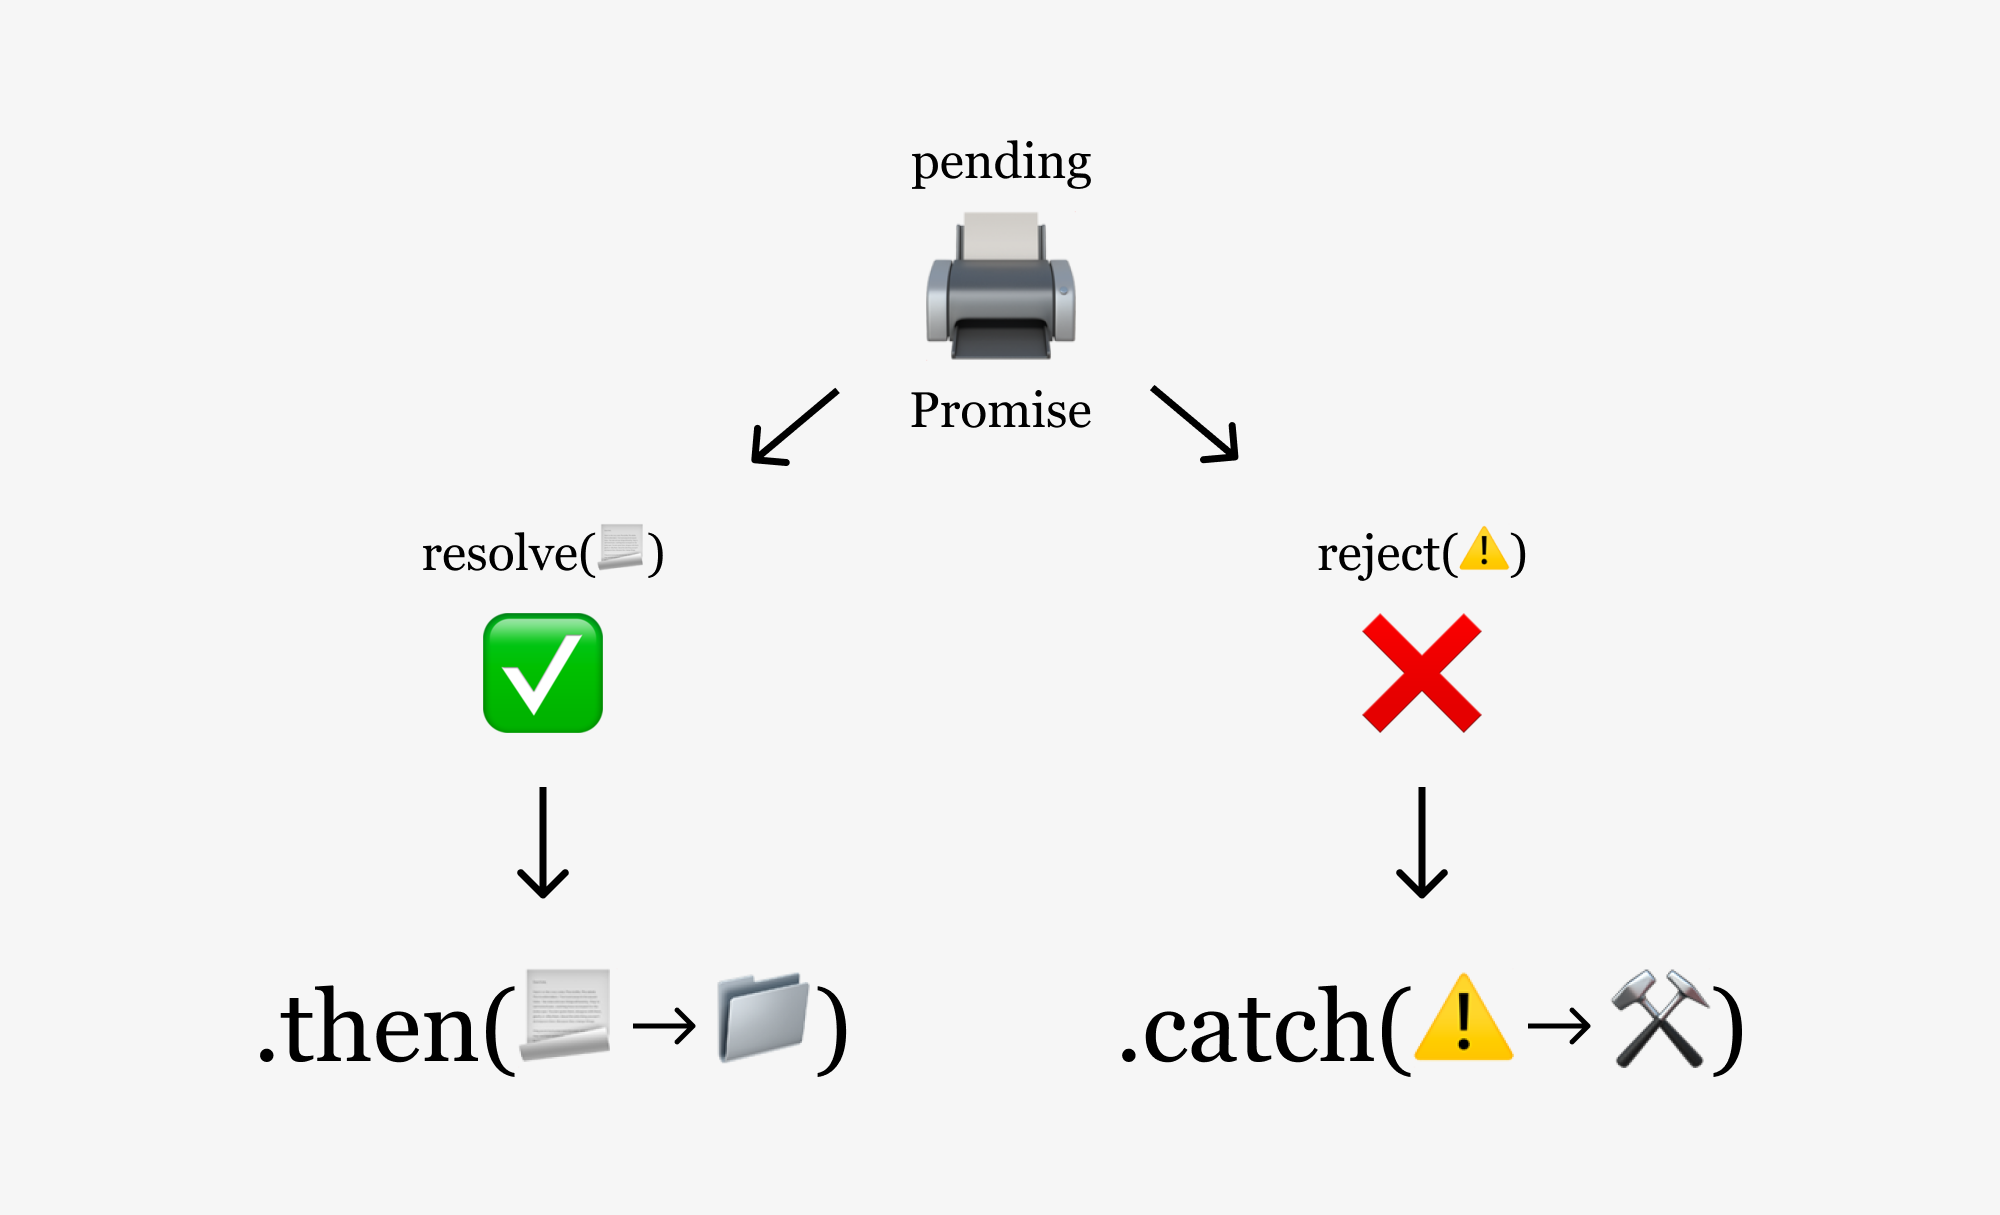 pending
Promise
resolve(📃)
reject(⚠️)
.then(📃→📁)
.catch(⚠️→⚒️)